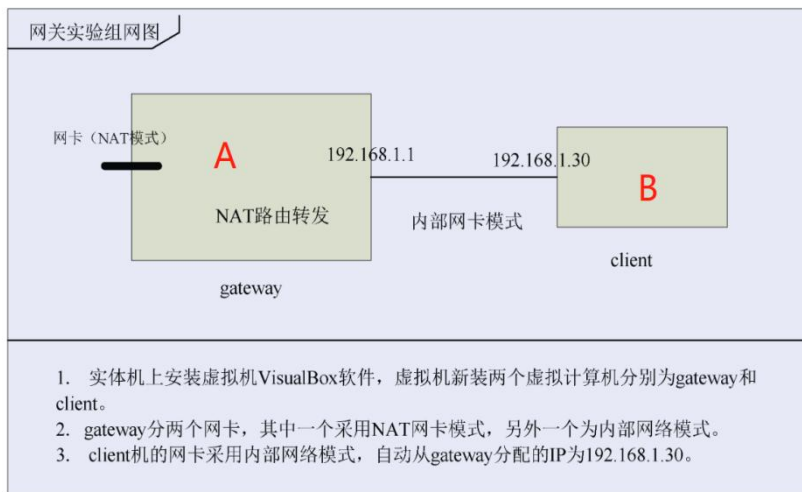 网关实验组网图
网卡（NAT模式）
A
192.168.1.1
192.168.1.30
B
NAT路由转发
内部网卡模式
client
gateway
1. 实体机上安装虚拟机VisualBox软件，虚拟机新装两个虚拟计算机分别为gateway和
client。
2. gateway分两个网卡，其中一个采用NAT网卡模式，另外一个为内部网络模式。
3. client机的网卡采用内部网络模式，自动从gateway分配的IP为192.168.1.30。